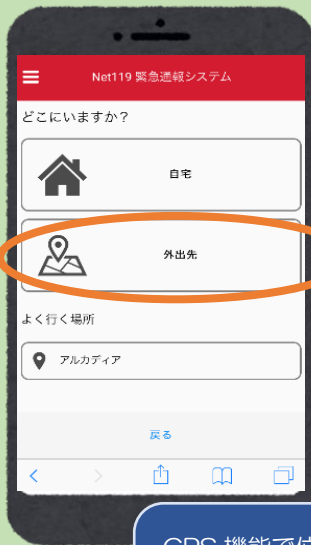 Net119 緊急通報システム
どこにいますか？
自宅
外出先
よく行く場所
アルカディア
戻る
GPS 機能で